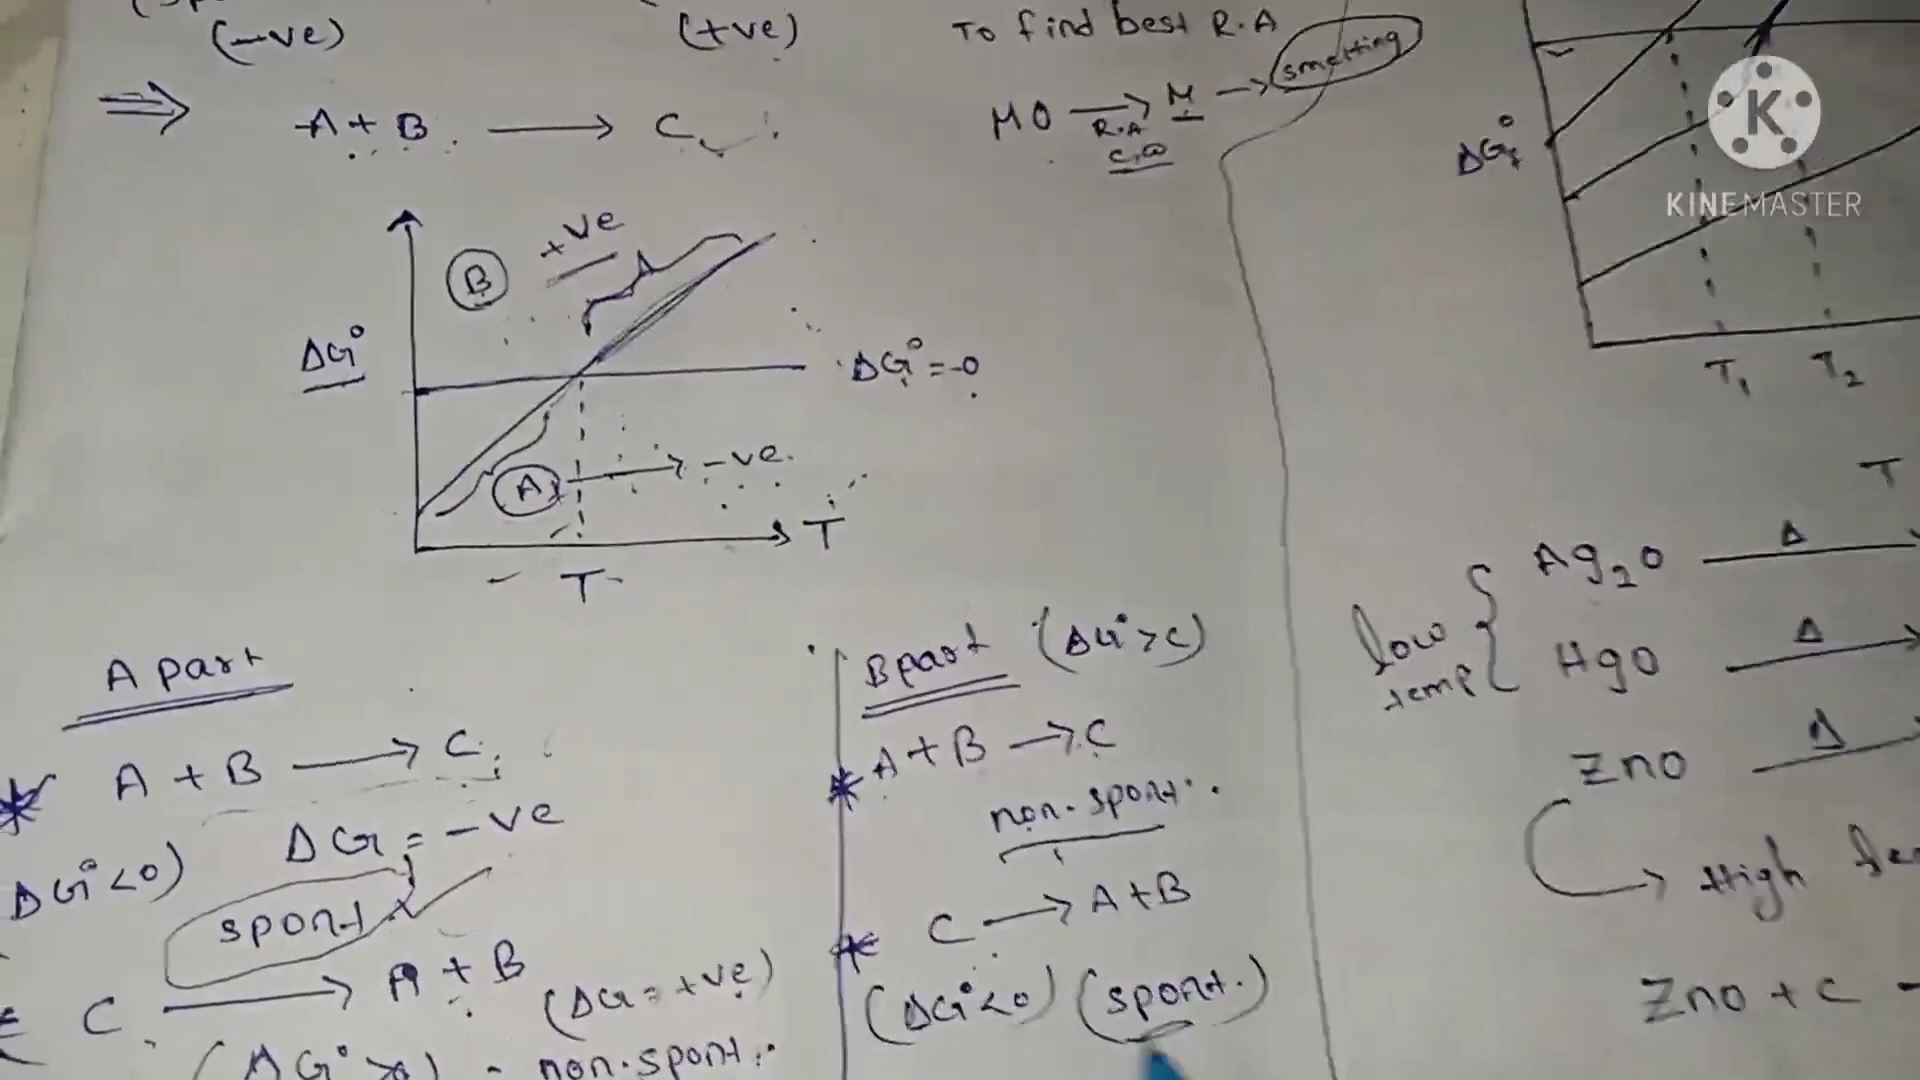 (-ve) (+ve) To find best R.A
A + B → C
MO → M → smelting
R.A
C, CO
+ve
B
ΔG° ΔG° = 0
A → -ve.
T
T
A part
A + B → C
ΔG = -ve
ΔG° <0)
spont
C → A + B (ΔG = +ve)
non.spont.
B part (ΔG° > C)
A + B → C
non.spont.
C → A + B
(ΔG° <0) (spont.)
K
KINEMASTER
ΔG°
T₁ T₂
T
low temp { Ag₂O Δ→
HgO Δ→
ZnO Δ→
→ High
ZnO + C -